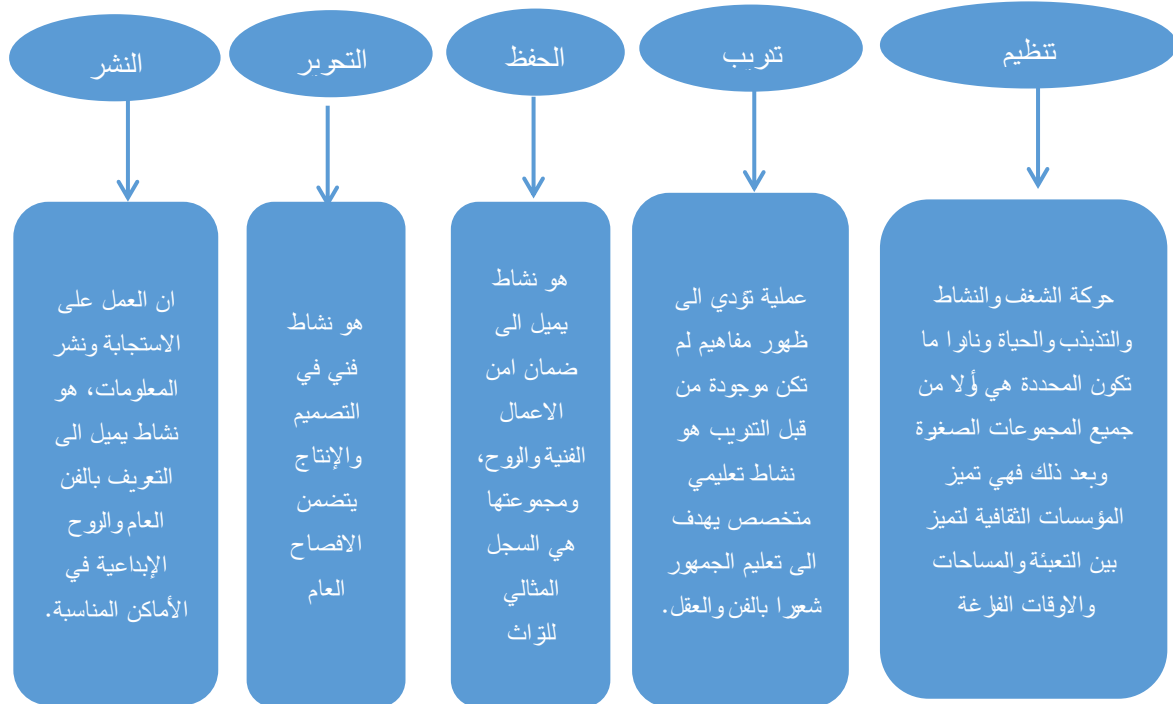 تنظيم
تدريب
الحفظ
التحرير
النشر
حركة الشغف والنشاط
والتذبذب والحياة ونادرا ما
تكون المحددة هي أولا من
جميع المجموعات الصغيرة
وبعد ذلك فهي تميز
المؤسسات الثقافية لتميز
بين التعبئة والمساحات
والاوقات الفارغة
عملية تؤدي الى
ظهور مفاهيم لم
تكن موجودة من
قبل التدريب هو
نشاط تعليمي
متخصص يهدف
الى تعليم الجمهور
شعورا بالفن والعقل.
هو نشاط
يميل الى
ضمان امن
الاعمال
الفنية والروح،
ومجموعتها
هي السجل
المثالي
للتراث
هو نشاط
فني في
التصميم
والإنتاج
يتضمن
الافصاح
العام
ان العمل على
الاستجابة ونشر
المعلومات، هو
نشاط يميل الى
التعريف بالفن
العام والروح
الإبداعية في
الأماكن المناسبة.